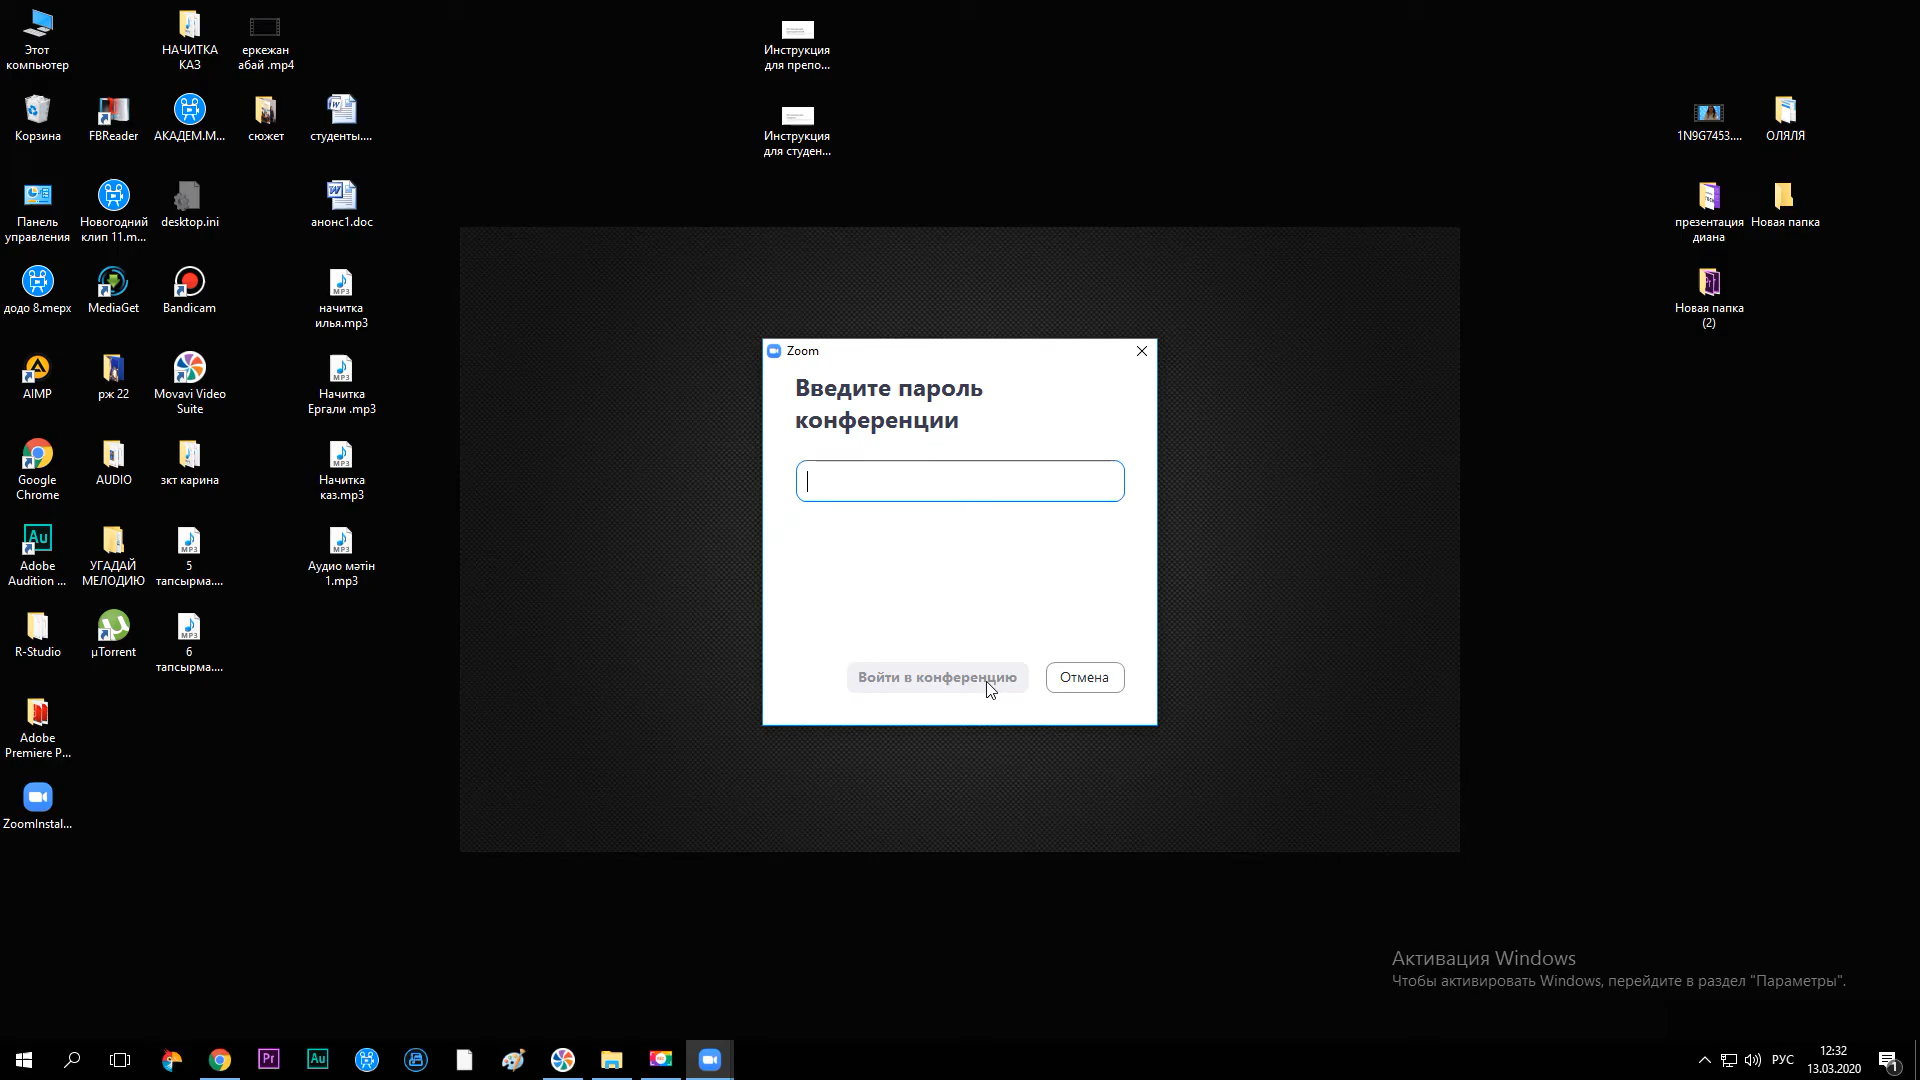 Этот
компьютер
НАЧИТКА
КАЗ
еркежан
абай .mp4
Инструкция
для препо...
Корзина
FBReader
АКАДЕМ.М...
сюжет
студенты....
Инструкция
для студен...
1N9G7453....
ОЛЯЛЯ
Панель
управления
Новогодний
клип 11.m...
desktop.ini
анонс1.doc
презентация
диана
Новая папка
додо 8.mepx
MediaGet
Bandicam
начитка
илья.mp3
Новая папка
(2)
AIMP
рж 22
Movavi Video
Suite
Начитка
Ергали .mp3
Google
Chrome
AUDIO
зкт карина
Начитка
каз.mp3
Adobe
Audition ...
УГАДАЙ
МЕЛОДИЮ
5
тапсырма....
Аудио мәтін
1.mp3
R-Studio
µTorrent
6
тапсырма....
Adobe
Premiere P...
ZoomInstal...
Zoom
Введите пароль
конференции
Войти в конференцию
Отмена
Активация Windows
Чтобы активировать Windows, перейдите в раздел "Параметры".
РУС
12:32
13.03.2020
1